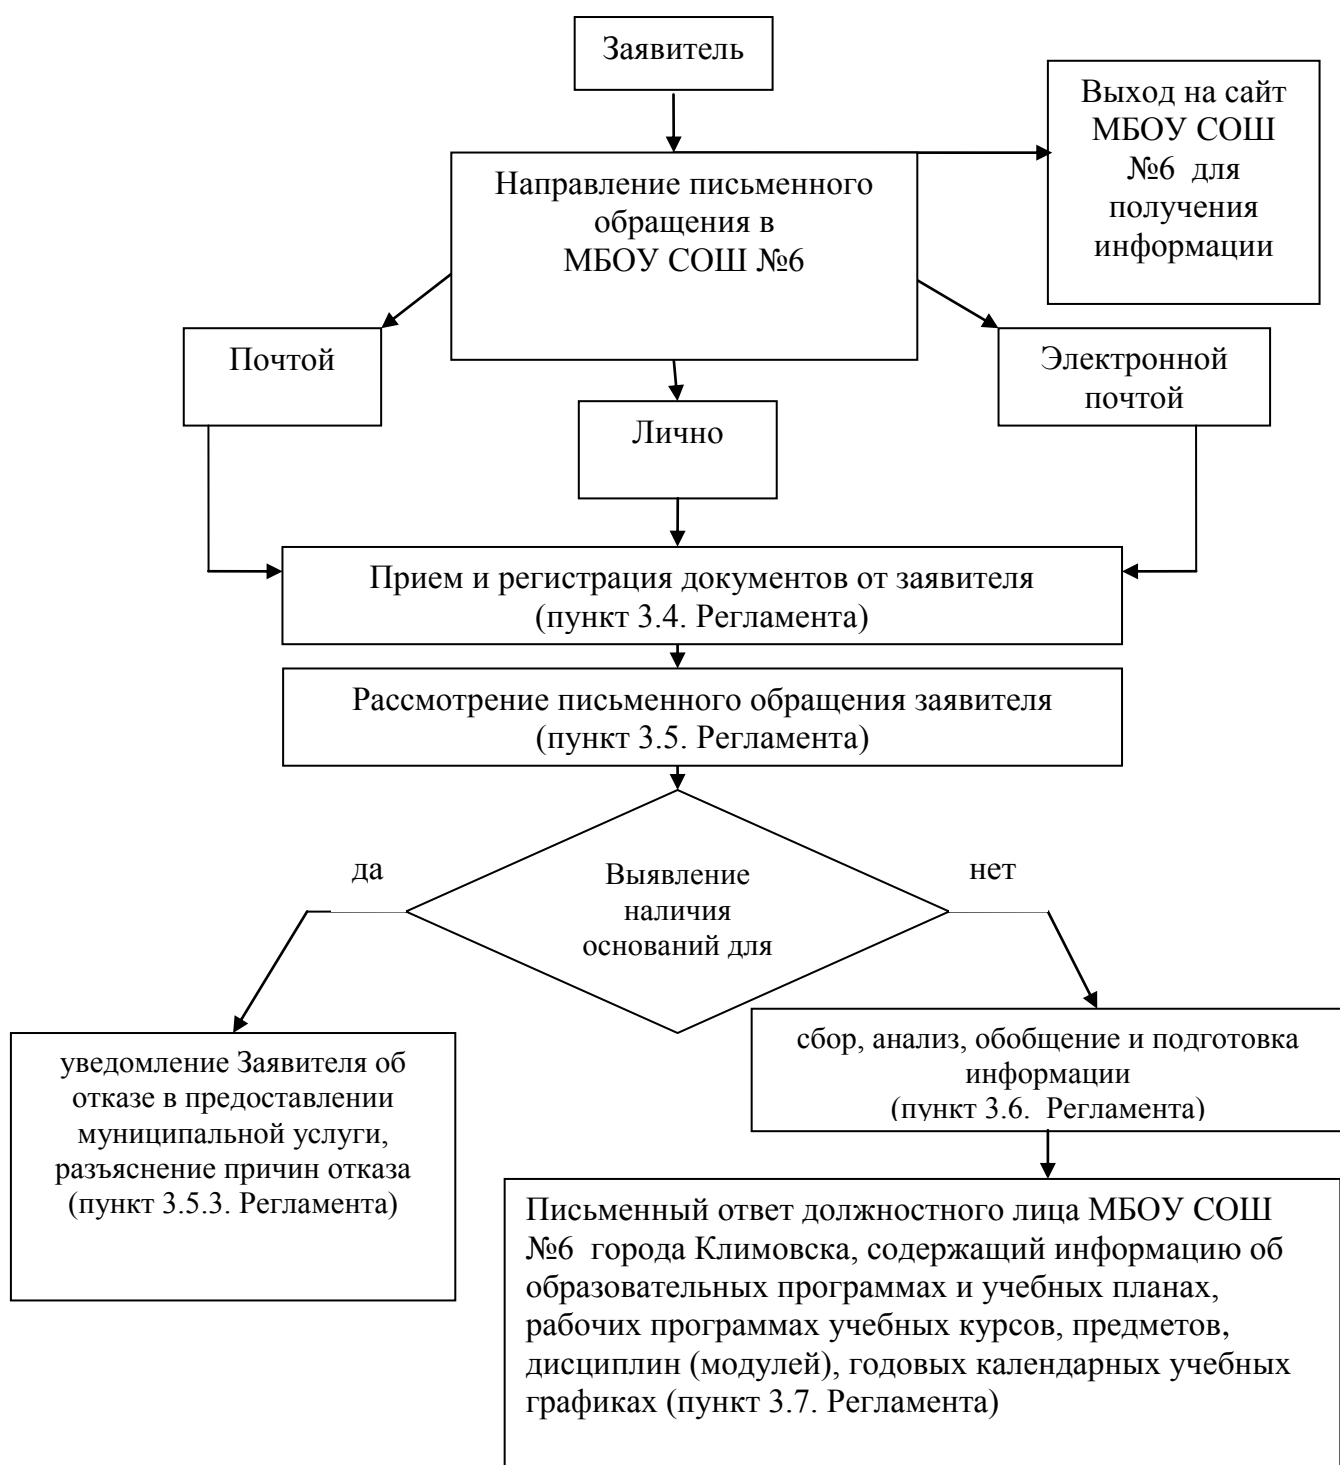 Заявитель
Выход на сайт
МБОУ СОШ
№6 для
получения
информации
Направление письменного
обращения в
МБОУ СОШ №6
Почтой
Лично
Электронной
почтой
Прием и регистрация документов от заявителя
(пункт 3.4. Регламента)
Рассмотрение письменного обращения заявителя
(пункт 3.5. Регламента)
да
Выявление
наличия
оснований для
нет
уведомление Заявителя об
отказе в предоставлении
муниципальной услуги,
разъяснение причин отказа
(пункт 3.5.3. Регламента)
сбор, анализ, обобщение и подготовка
информации
(пункт 3.6. Регламента)
Письменный ответ должностного лица МБОУ СОШ
№6 города Климовска, содержащий информацию об
образовательных программах и учебных планах,
рабочих программах учебных курсов, предметов,
дисциплин (модулей), годовых календарных учебных
графиках (пункт 3.7. Регламента)